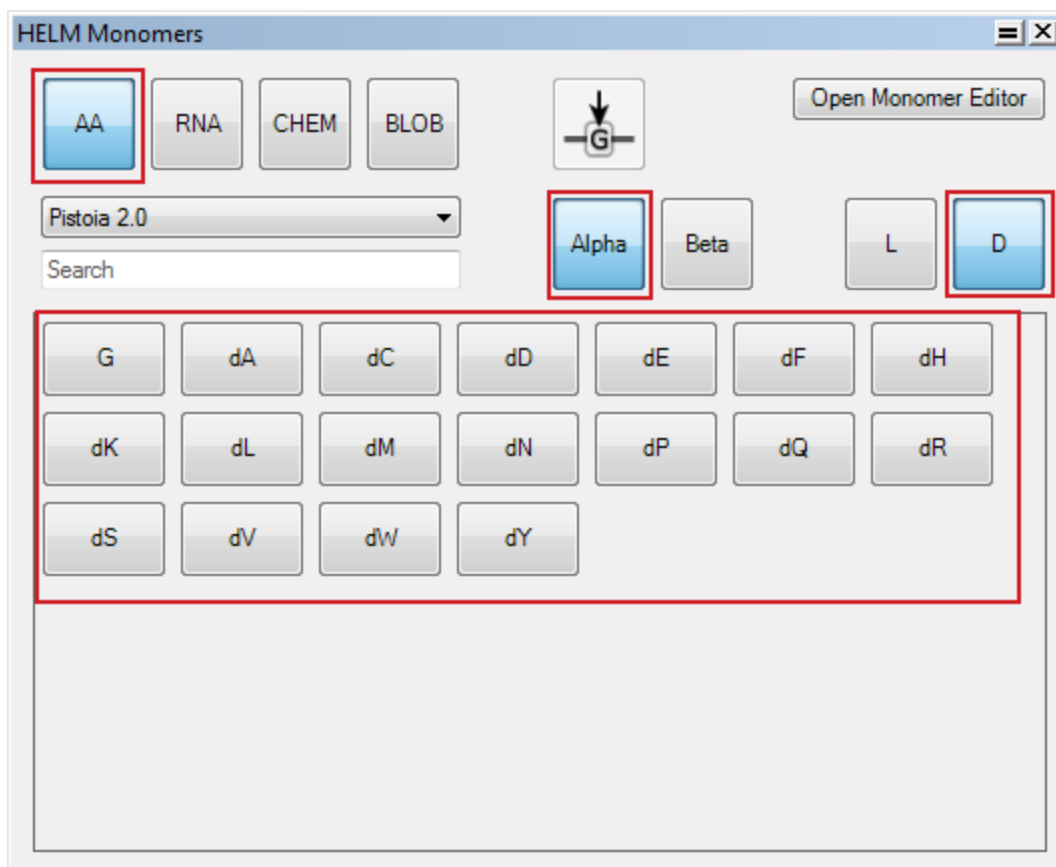 HELM Monomers
AA RNA CHEM BLOB G Open Monomer Editor
Pistoia 2.0
Alpha Beta L D
Search
G dA dC dD dE dF dH
dK dL dM dN dP dQ dR
dS dV dW dY